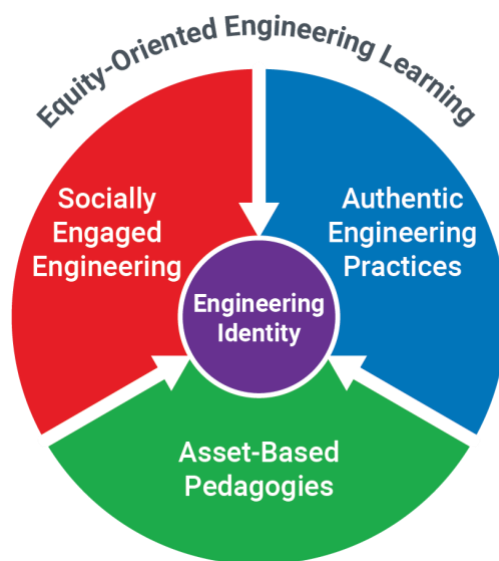 Equity-Oriented Engineering Learning
Socially
Engaged
Engineering
Authentic
Engineering
Practices
Engineering
Identity
Asset-Based
Pedagogies